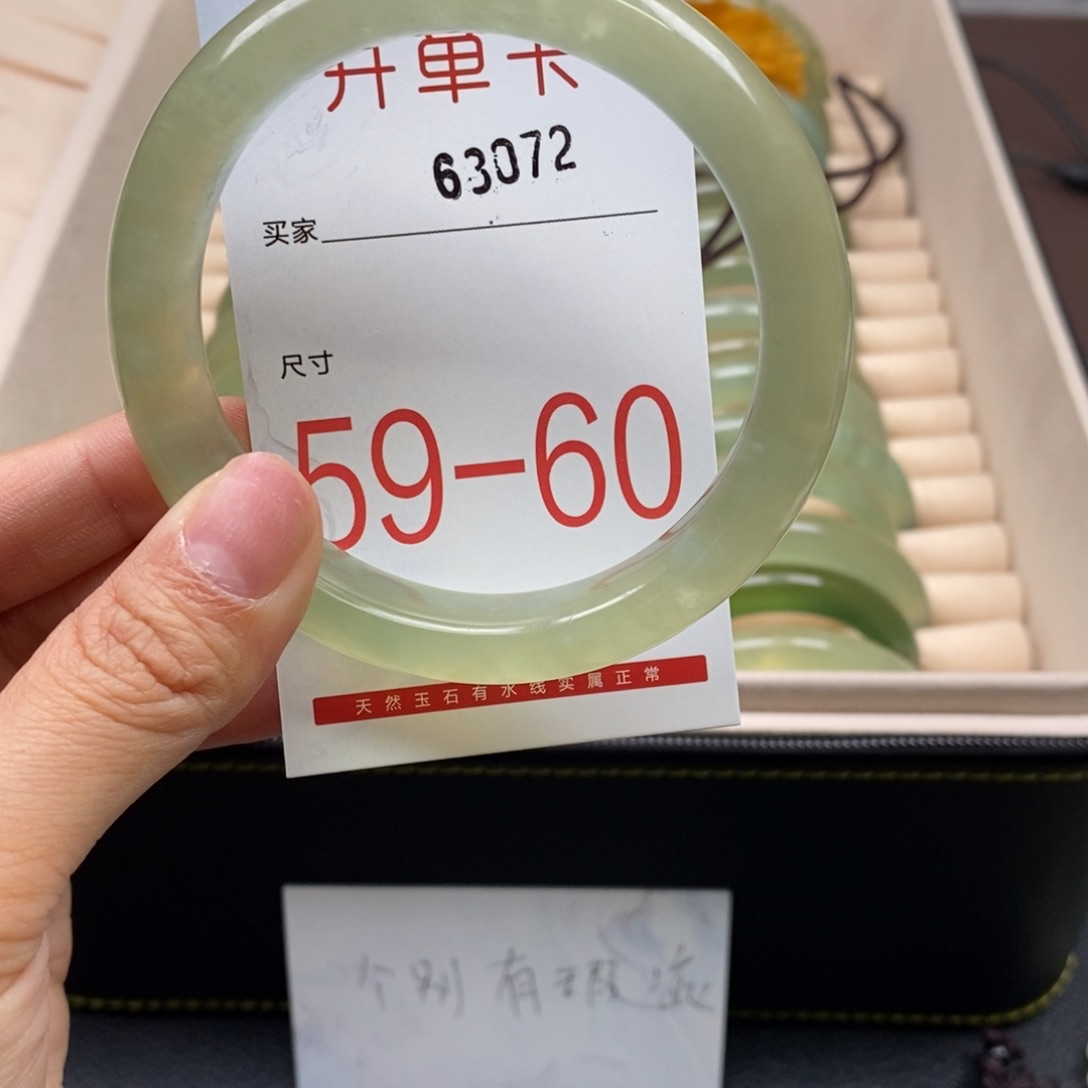 开单卡
63072
买家
尺寸
59-60
天然玉石有水线实属正常
个别有瑕疵